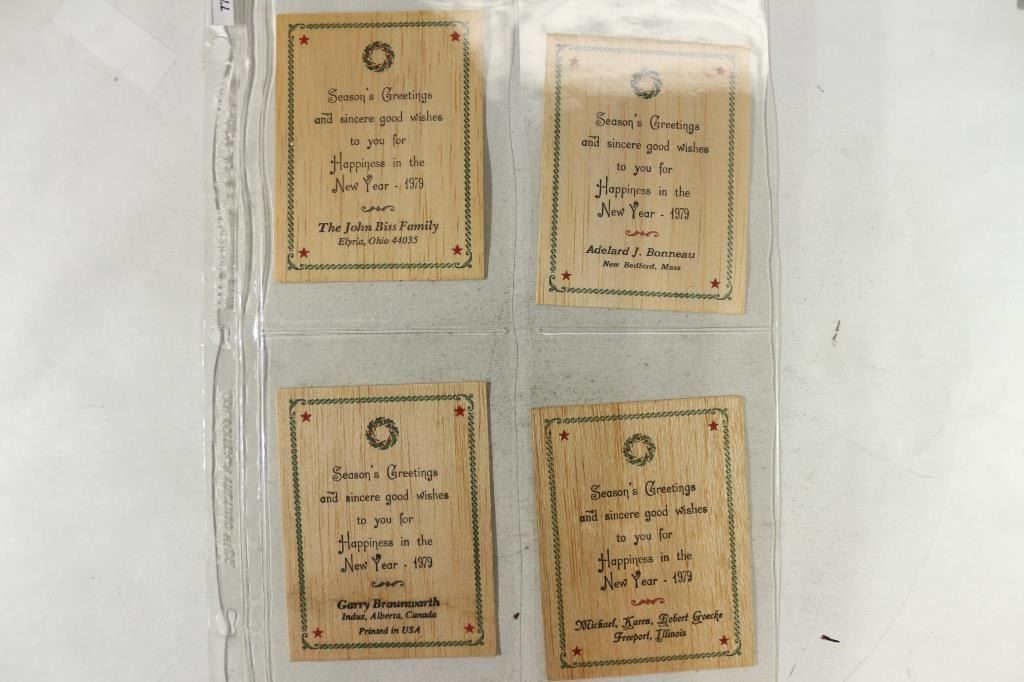 Season's Greetings
and sincere good wishes
to you for
Happiness in the
New Year - 1979
The John Biss Family
Elyria, Ohio 44035
Season's Greetings
and sincere good wishes
to you for
Happiness in the
New Year - 1979
Adelard J. Bonneau
New Bedford, Mass
Season's Greetings
and sincere good wishes
to you for
Happiness in the
New Year - 1979
Garry Braunwarth
Indus, Alberta, Canada
Printed in USA
Season's Greetings
and sincere good wishes
to you for
Happiness in the
New Year - 1979
Michael, Karen, Robert Goecke
Freeport, Illinois